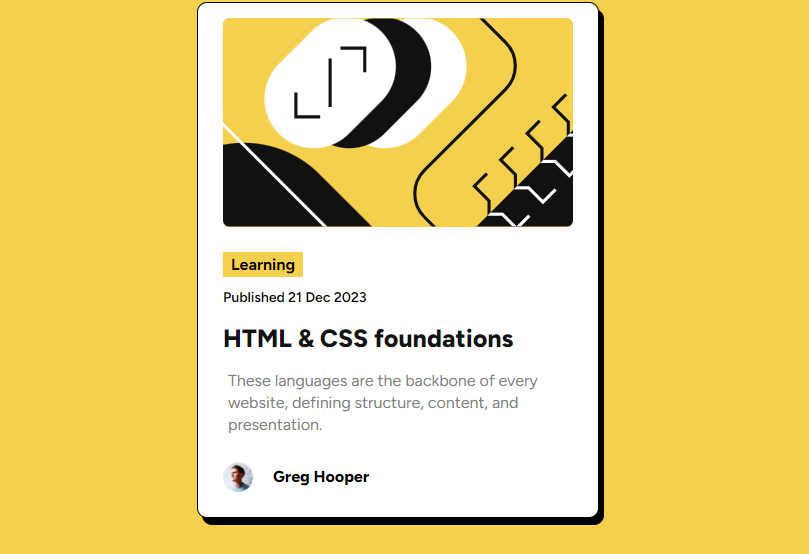 Learning
Published 21 Dec 2023
HTML & CSS foundations
These languages are the backbone of every
website, defining structure, content, and
presentation.
Greg Hooper